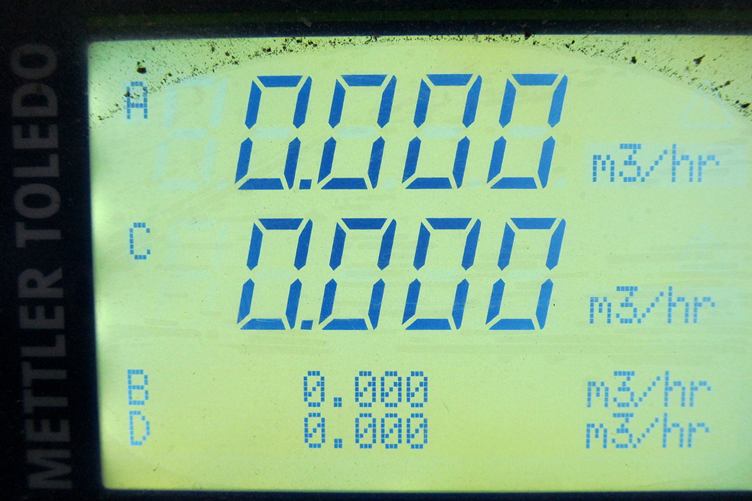 METTLER TOLEDO
A 0.000 m3/hr
C 0.000 m3/hr
B 0.000 m3/hr
D 0.000 m3/hr